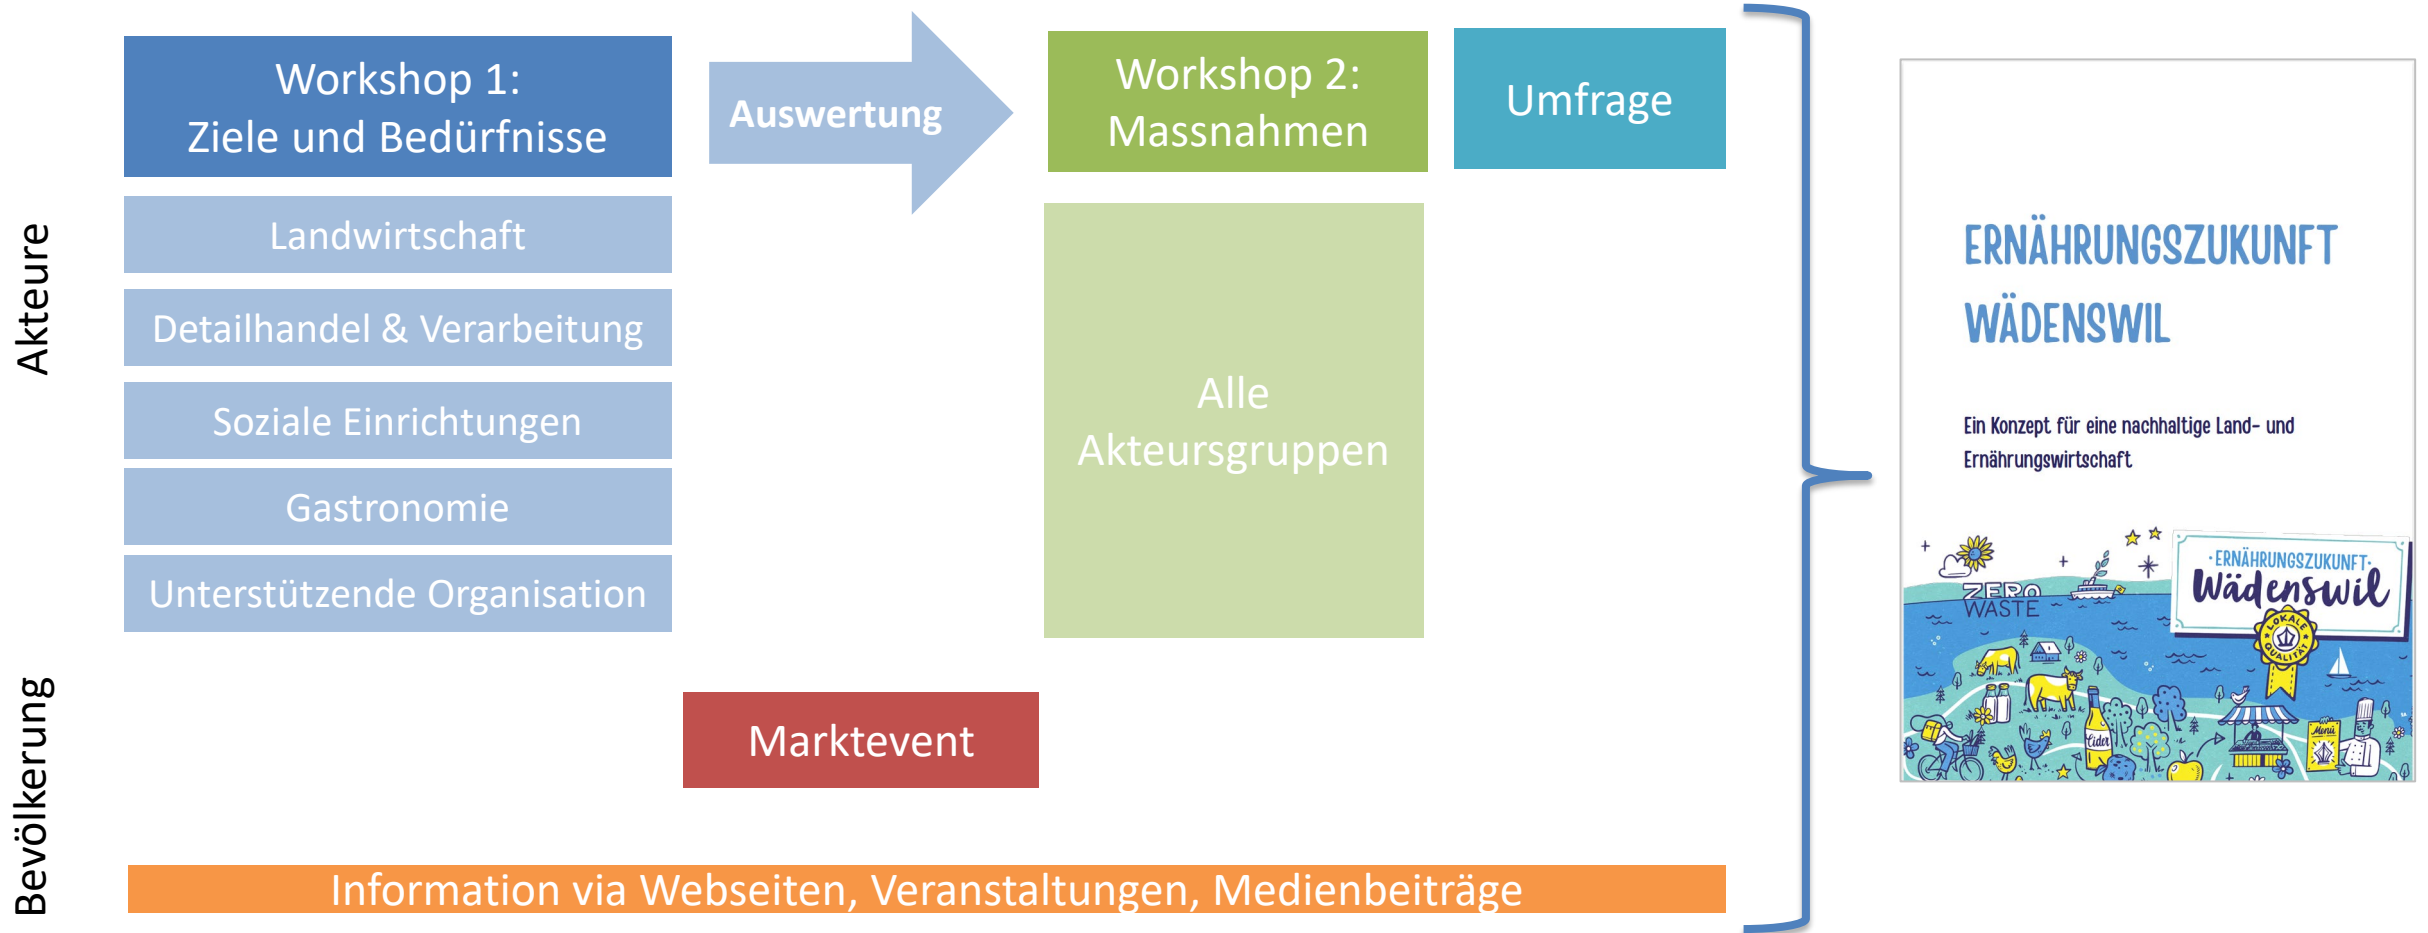 Akteure
Workshop 1:
Ziele und Bedürfnisse
Landwirtschaft
Detailhandel & Verarbeitung
Soziale Einrichtungen
Gastronomie
Unterstützende Organisation
Auswertung
Workshop 2:
Massnahmen
Alle
Akteursgruppen
Umfrage
Bevölkerung
Marktevent
Information via Webseiten, Veranstaltungen, Medienbeiträge
ERNÄHRUNGSZUKUNFT
WÄDENSWIL
Ein Konzept für eine nachhaltige Land- und
Ernährungswirtschaft
ZERO
WASTE
· ERNÄHRUNGSZUKUNFT ·
Wädenswil
LOKALE
QUALITÄT
Cider
Menü